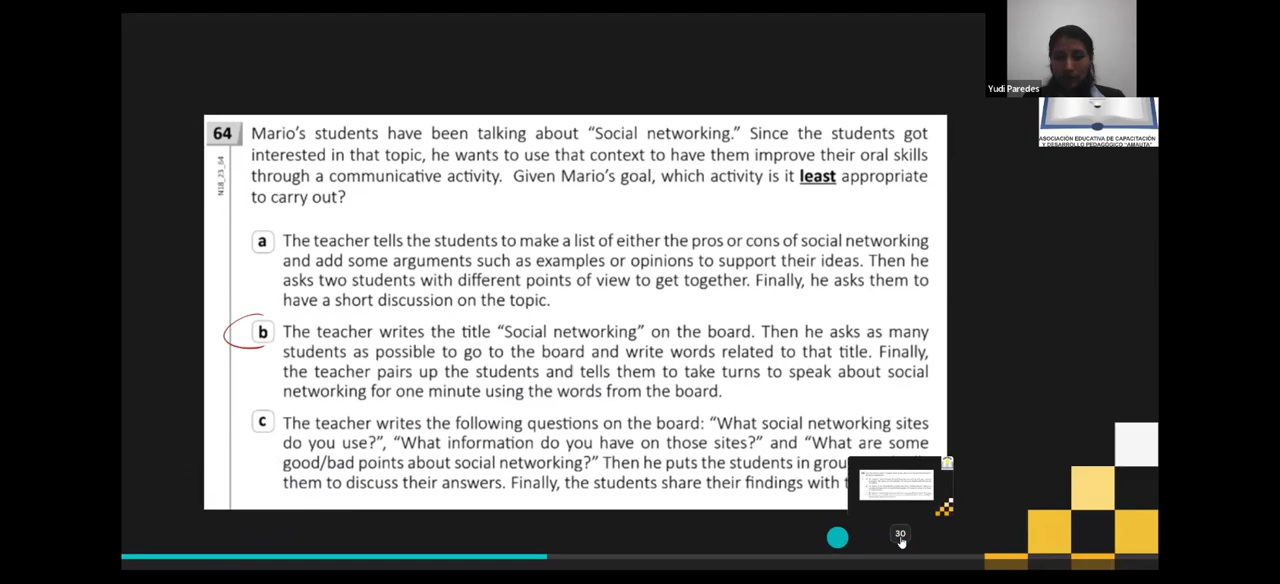 Yudi Paredes
ASOCIACIÓN EDUCATIVA DE CAPACITACIÓN
Y DESARROLLO PEDAGÓGICO "AMAUTA"
64
N18_23_64
Mario's students have been talking about "Social networking." Since the students got
interested in that topic, he wants to use that context to have them improve their oral skills
through a communicative activity. Given Mario's goal, which activity is it least appropriate
to carry out?
a The teacher tells the students to make a list of either the pros or cons of social networking
and add some arguments such as examples or opinions to support their ideas. Then he
asks two students with different points of view to get together. Finally, he asks them to
have a short discussion on the topic.
b The teacher writes the title "Social networking" on the board. Then he asks as many
students as possible to go to the board and write words related to that title. Finally,
the teacher pairs up the students and tells them to take turns to speak about social
networking for one minute using the words from the board.
c The teacher writes the following questions on the board: "What social networking sites
do you use?", "What information do you have on those sites?" and "What are some
good/bad points about social networking?" Then he puts the students in
them to discuss their answers. Finally, the students share their findings with
30